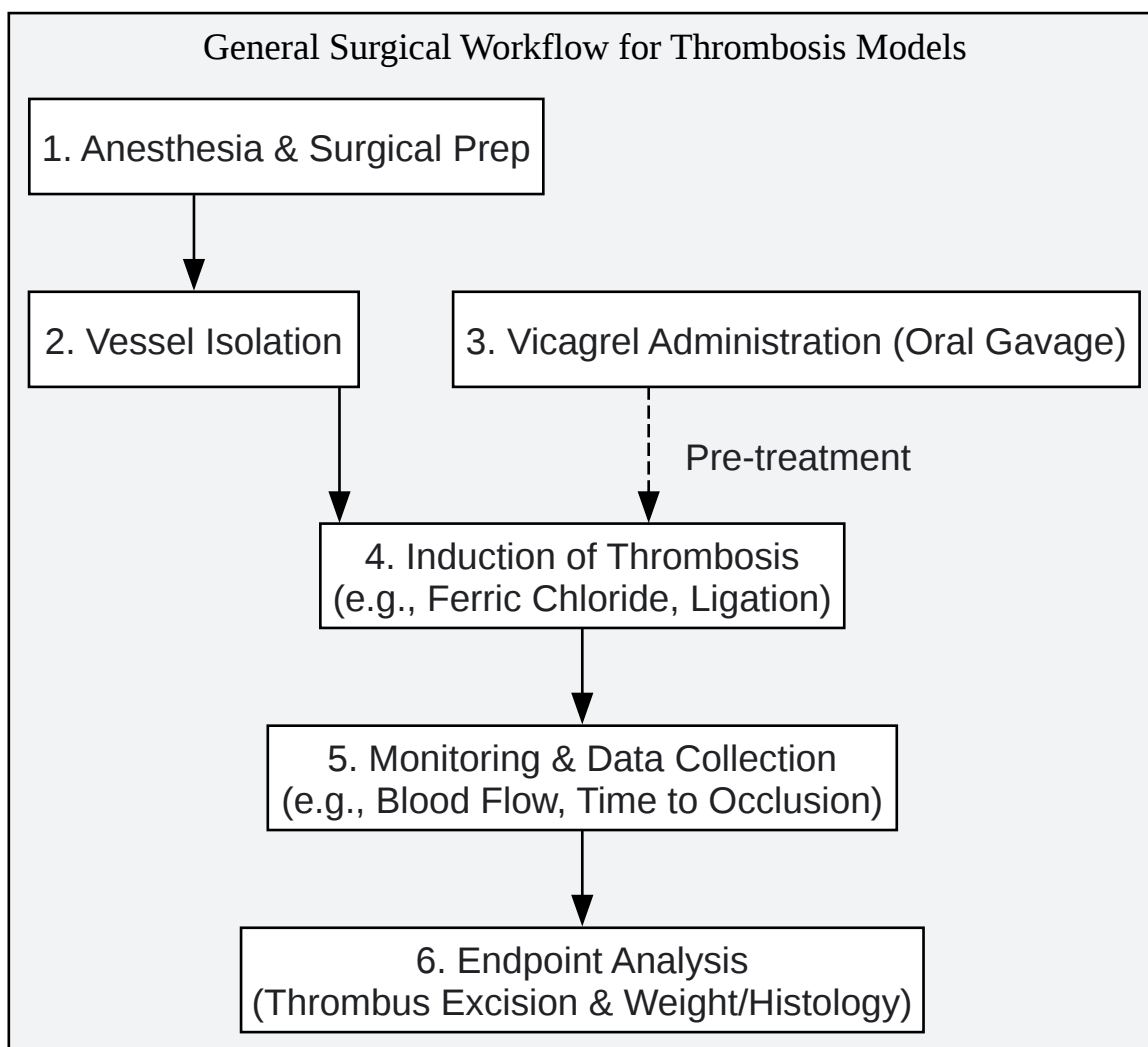 General Surgical Workflow for Thrombosis Models
1. Anesthesia & Surgical Prep
2. Vessel Isolation
3. Vicagrel Administration (Oral Gavage)
Pre-treatment
4. Induction of Thrombosis
(e.g., Ferric Chloride, Ligation)
5. Monitoring & Data Collection
(e.g., Blood Flow, Time to Occlusion)
6. Endpoint Analysis
(Thrombus Excision & Weight/Histology)